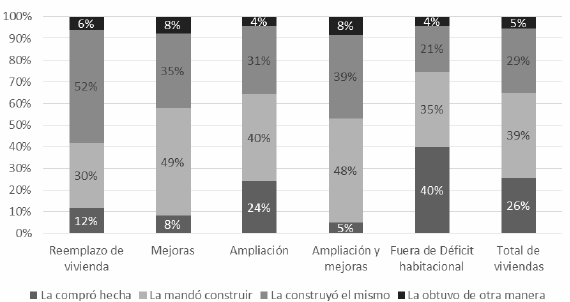 100%
6%
8%
4%
8%
4%
5%
90%
80%
70%
60%
50%
40%
30%
20%
10%
0%
52%
35%
31%
39%
21%
29%
30%
49%
40%
48%
35%
39%
12%
8%
24%
5%
40%
26%
Reemplazo de
vivienda
Mejoras
Ampliación
Ampliación y
mejoras
Fuera de Déficit
habitacional
Total de
viviendas
La compró hecha
La mandó construir
La construyó el mismo
La obtuvo de otra manera